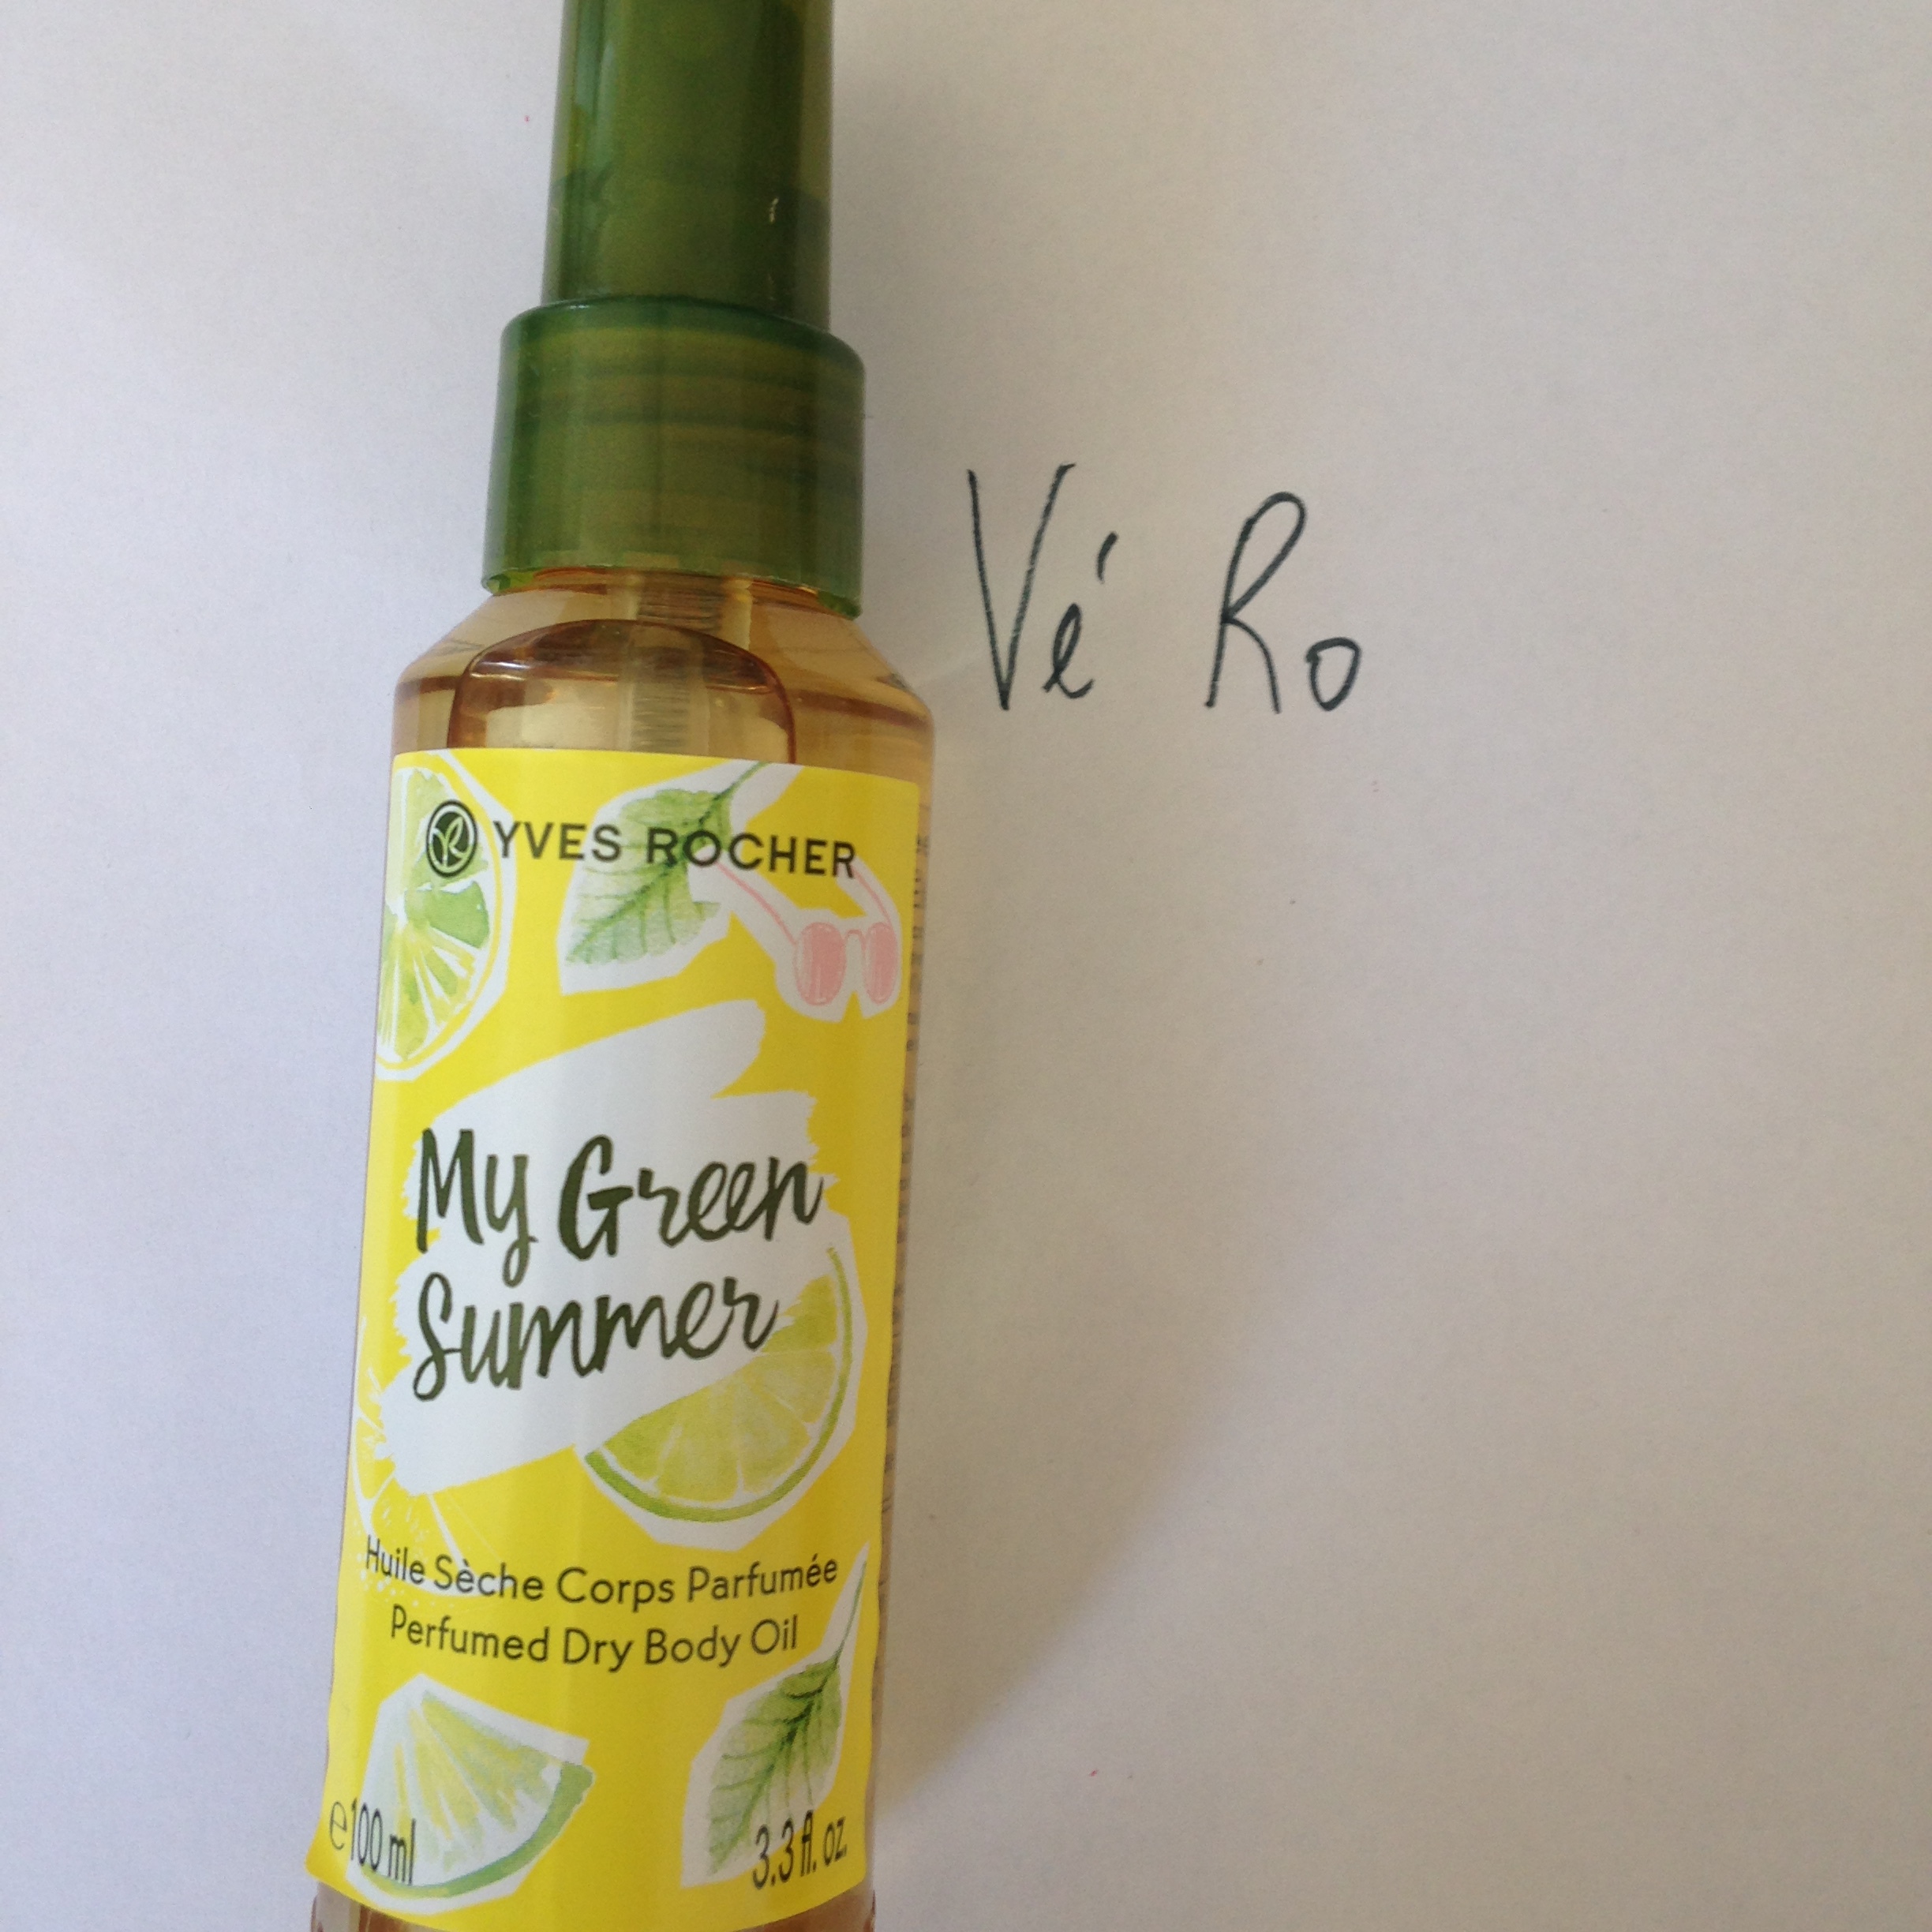 Vé Ro
YVES ROCHER
My Green
Summer
Huile Sèche Corps Parfumée
Perfumed Dry Body Oil
℮100 ml
3.3 fl. oz.